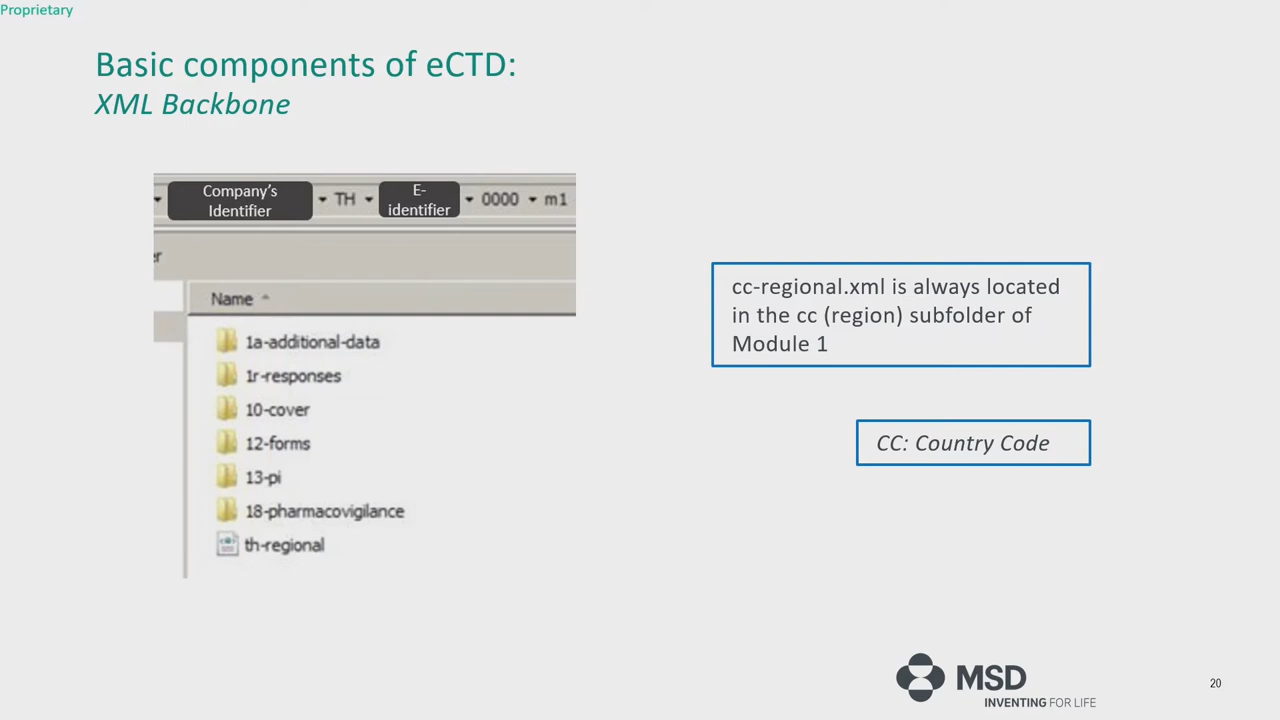 Proprietary
Basic components of eCTD:
XML Backbone
Company's
Identifier
TH
E-
identifier
0000
m1
Name
1a-additional-data
1r-responses
10-cover
12-forms
13-pi
18-pharmacovigilance
th-regional
cc-regional.xml is always located
in the cc (region) subfolder of
Module 1
CC: Country Code
MSD
INVENTING FOR LIFE
20